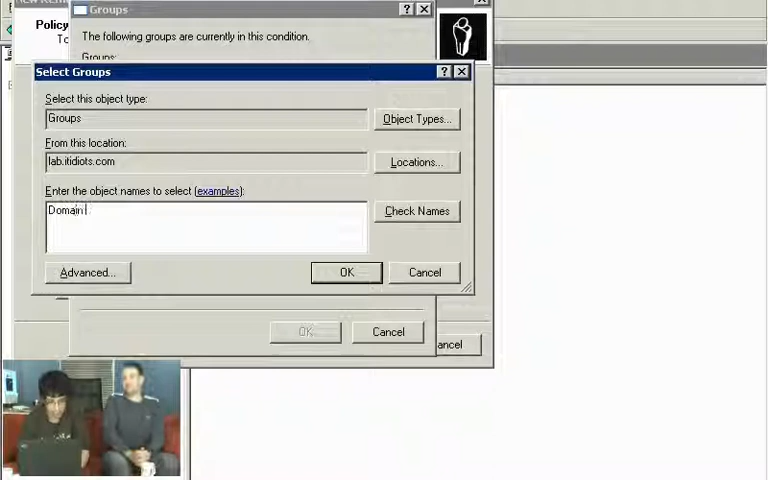 Groups
Policy
The following groups are currently in this condition.
Groups:
Select Groups
Select this object type:
Groups
Object Types...
From this location:
lab.itidiots.com
Locations...
Enter the object names to select (examples):
Domain
Check Names
Advanced...
OK
Cancel
OK
Cancel
ancel